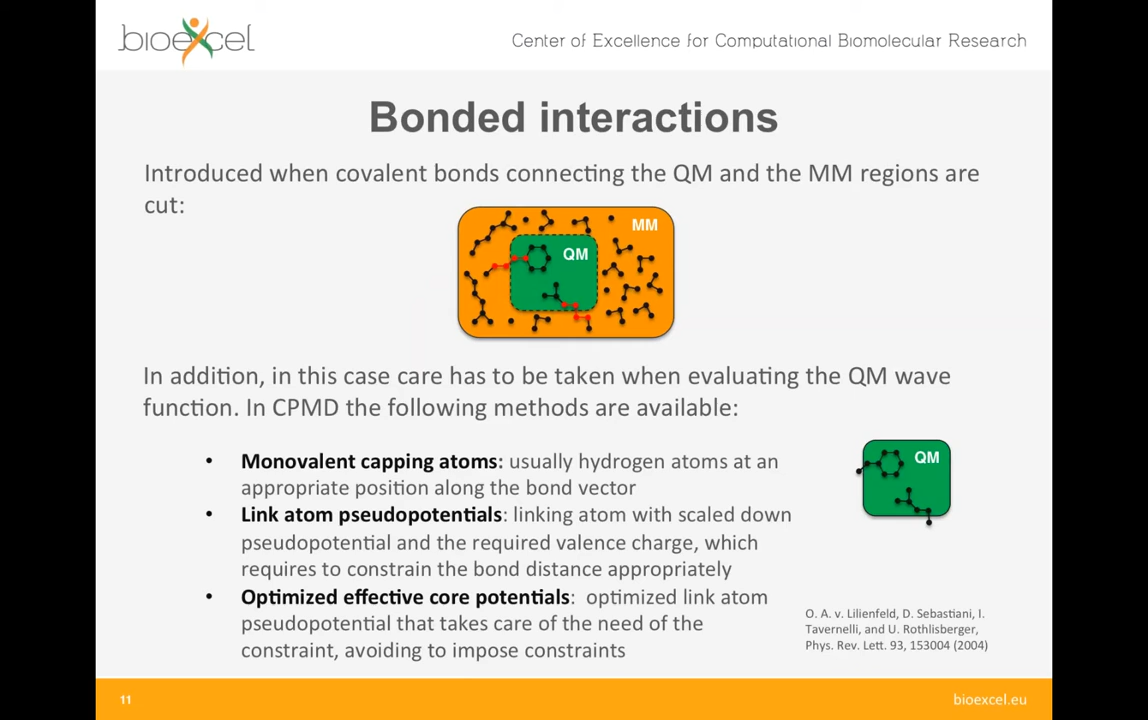 bioexcel
Center of Excellence for Computational Biomolecular Research
Bonded interactions
Introduced when covalent bonds connecting the QM and the MM regions are
cut:
MM
QM
In addition, in this case care has to be taken when evaluating the QM wave
function. In CPMD the following methods are available:
• Monovalent capping atoms: usually hydrogen atoms at an
appropriate position along the bond vector
• Link atom pseudopotentials: linking atom with scaled down
pseudopotential and the required valence charge, which
requires to constrain the bond distance appropriately
• Optimized effective core potentials: optimized link atom
pseudopotential that takes care of the need of the
constraint, avoiding to impose constraints
QM
O. A. v. Lilienfeld, D. Sebastiani, I.
Tavernelli, and U. Rothlisberger,
Phys. Rev. Lett. 93, 153004 (2004)
11
bioexcel.eu